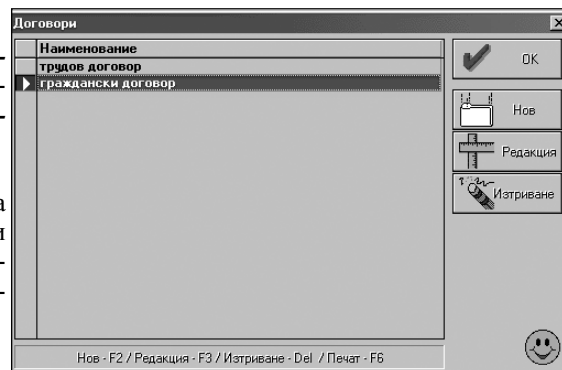 Договори
Наименование
трудов договор
граждански договор
OK
Нов
Редакция
Изтриване
а
и
Нов - F2 / Редакция - F3 / Изтриване - Del / Печат - F6